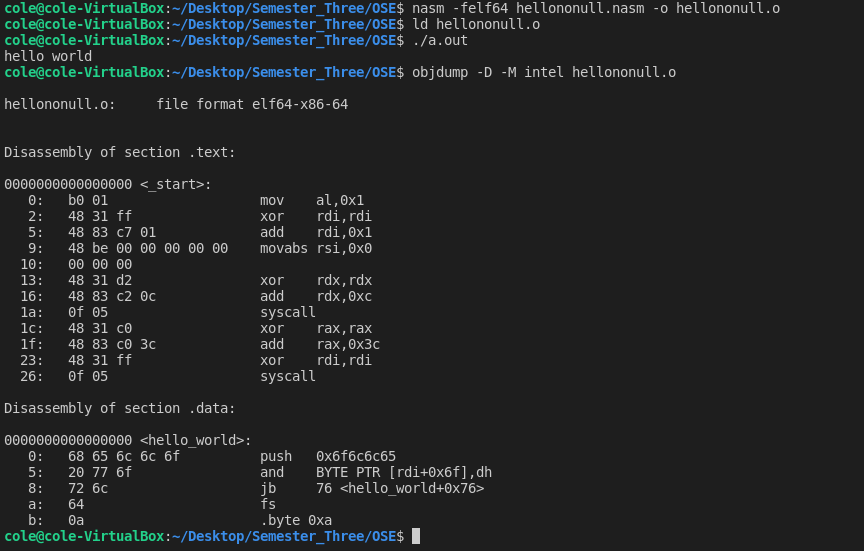 cole@cole-VirtualBox:~/Desktop/Semester_Three/OSE$ nasm -felf64 hellononull.nasm -o hellononull.o
cole@cole-VirtualBox:~/Desktop/Semester_Three/OSE$ ld hellononull.o
cole@cole-VirtualBox:~/Desktop/Semester_Three/OSE$ ./a.out
hello world
cole@cole-VirtualBox:~/Desktop/Semester_Three/OSE$ objdump -D -M intel hellononull.o
hellononull.o:     file format elf64-x86-64
Disassembly of section .text:
0000000000000000 <_start>:
   0:   b0 01                   mov    al,0x1
   2:   48 31 ff                xor    rdi,rdi
   5:   48 83 c7 01             add    rdi,0x1
   9:   48 be 00 00 00 00 00    movabs rsi,0x0
  10:   00 00 00
  13:   48 31 d2                xor    rdx,rdx
  16:   48 83 c2 0c             add    rdx,0xc
  1a:   0f 05                   syscall
  1c:   48 31 c0                xor    rax,rax
  1f:   48 83 c0 3c             add    rax,0x3c
  23:   48 31 ff                xor    rdi,rdi
  26:   0f 05                   syscall
Disassembly of section .data:
0000000000000000 <hello_world>:
   0:   68 65 6c 6c 6f          push   0x6f6c6c65
   5:   20 77 6f                and    BYTE PTR [rdi+0x6f],dh
   8:   72 6c                   jb     76 <hello_world+0x76>
   a:   64                      fs
   b:   0a                      .byte 0xa
cole@cole-VirtualBox:~/Desktop/Semester_Three/OSE$